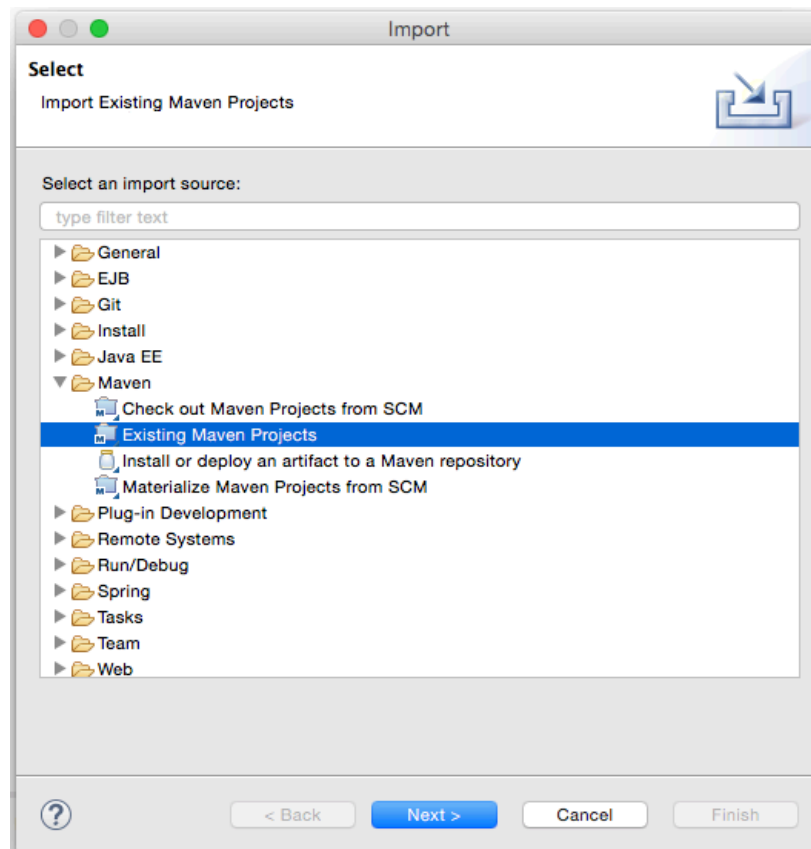 Import
Select
Import Existing Maven Projects
Select an import source:
type filter text
General
EJB
Git
Install
Java EE
Maven
Check out Maven Projects from SCM
Existing Maven Projects
Install or deploy an artifact to a Maven repository
Materialize Maven Projects from SCM
Plug-in Development
Remote Systems
Run/Debug
Spring
Tasks
Team
Web
? < Back Next > Cancel Finish